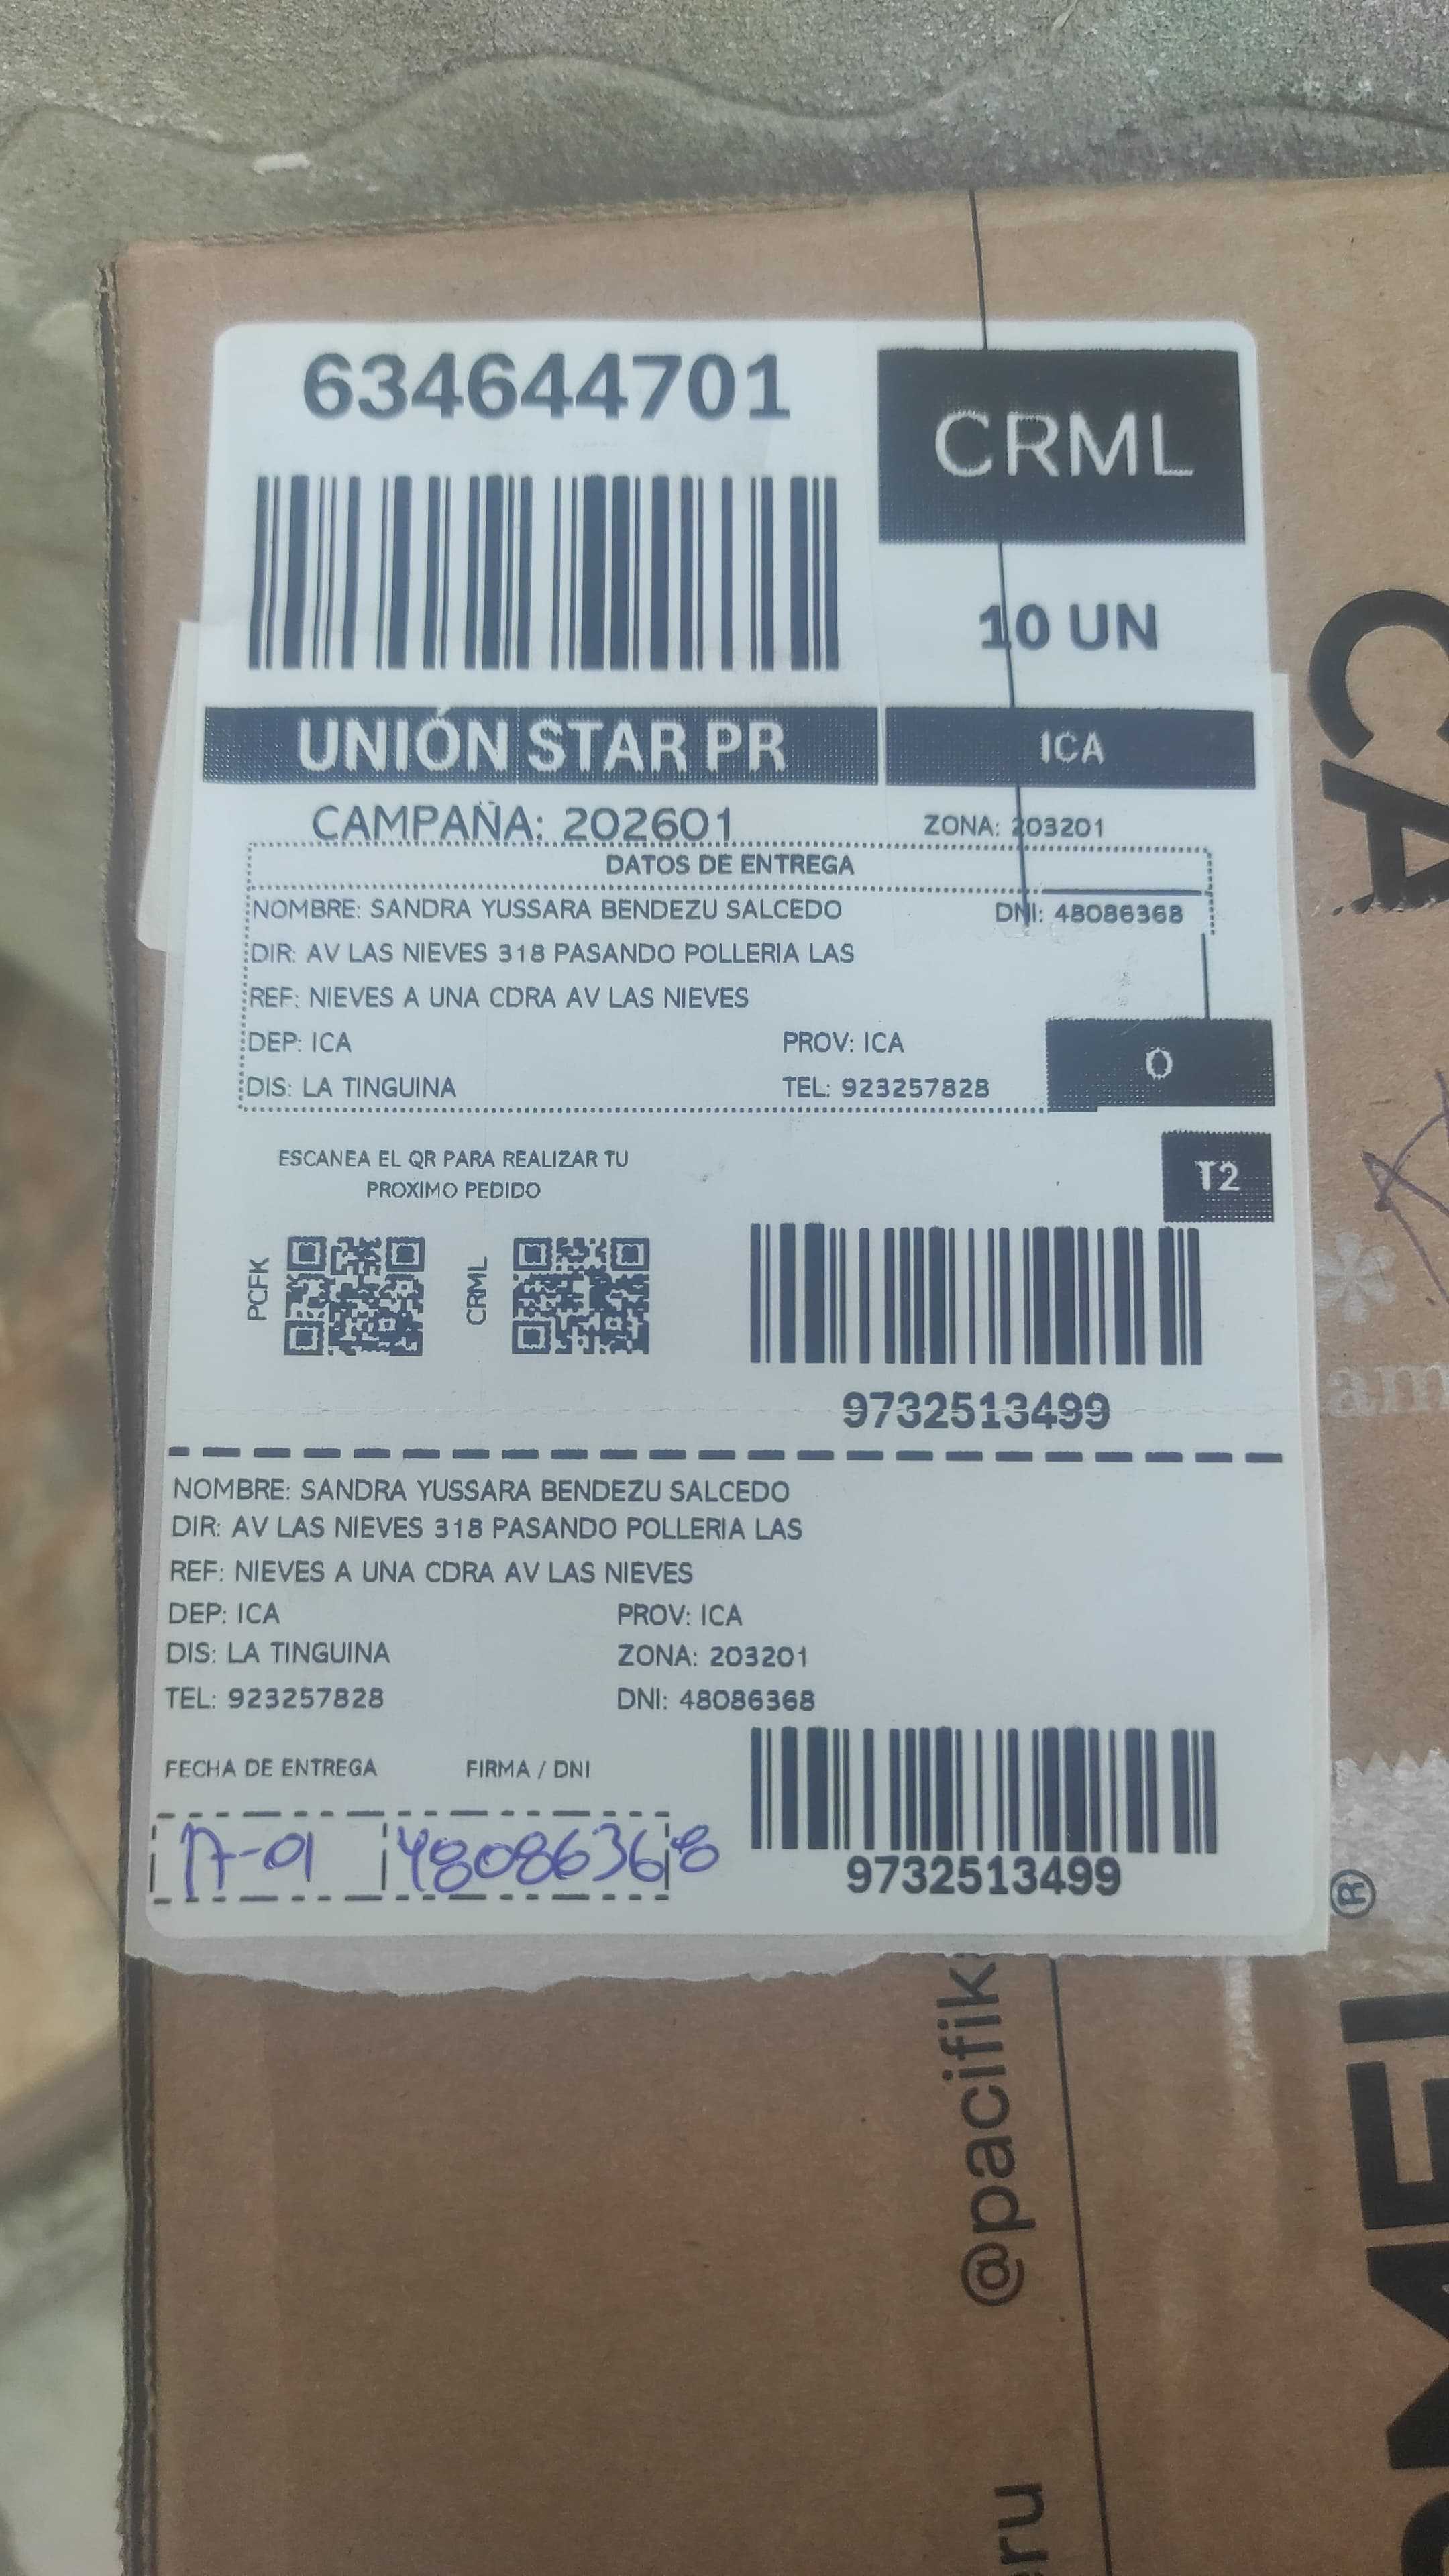 634644701
CRML
10 UN
UNIÓN STAR PR
ICA
CAMPAÑA: 202601
ZONA: 203201
DATOS DE ENTREGA
NOMBRE: SANDRA YUSSARA BENDEZU SALCEDO
DNI: 48086368
DIR: AV LAS NIEVES 318 PASANDO POLLERIA LAS
REF: NIEVES A UNA CDRA AV LAS NIEVES
DEP: ICA
PROV: ICA
O
DIS: LA TINGUINA
TEL: 923257828
ESCANEA EL QR PARA REALIZAR TU
PROXIMO PEDIDO
T2
PCFK
CRML
9732513499
NOMBRE: SANDRA YUSSARA BENDEZU SALCEDO
DIR: AV LAS NIEVES 318 PASANDO POLLERIA LAS
REF: NIEVES A UNA CDRA AV LAS NIEVES
DEP: ICA
PROV: ICA
DIS: LA TINGUINA
ZONA: 203201
TEL: 923257828
DNI: 48086368
FECHA DE ENTREGA
FIRMA / DNI
17-01
48086368
9732513499
®
@pacifik
CA